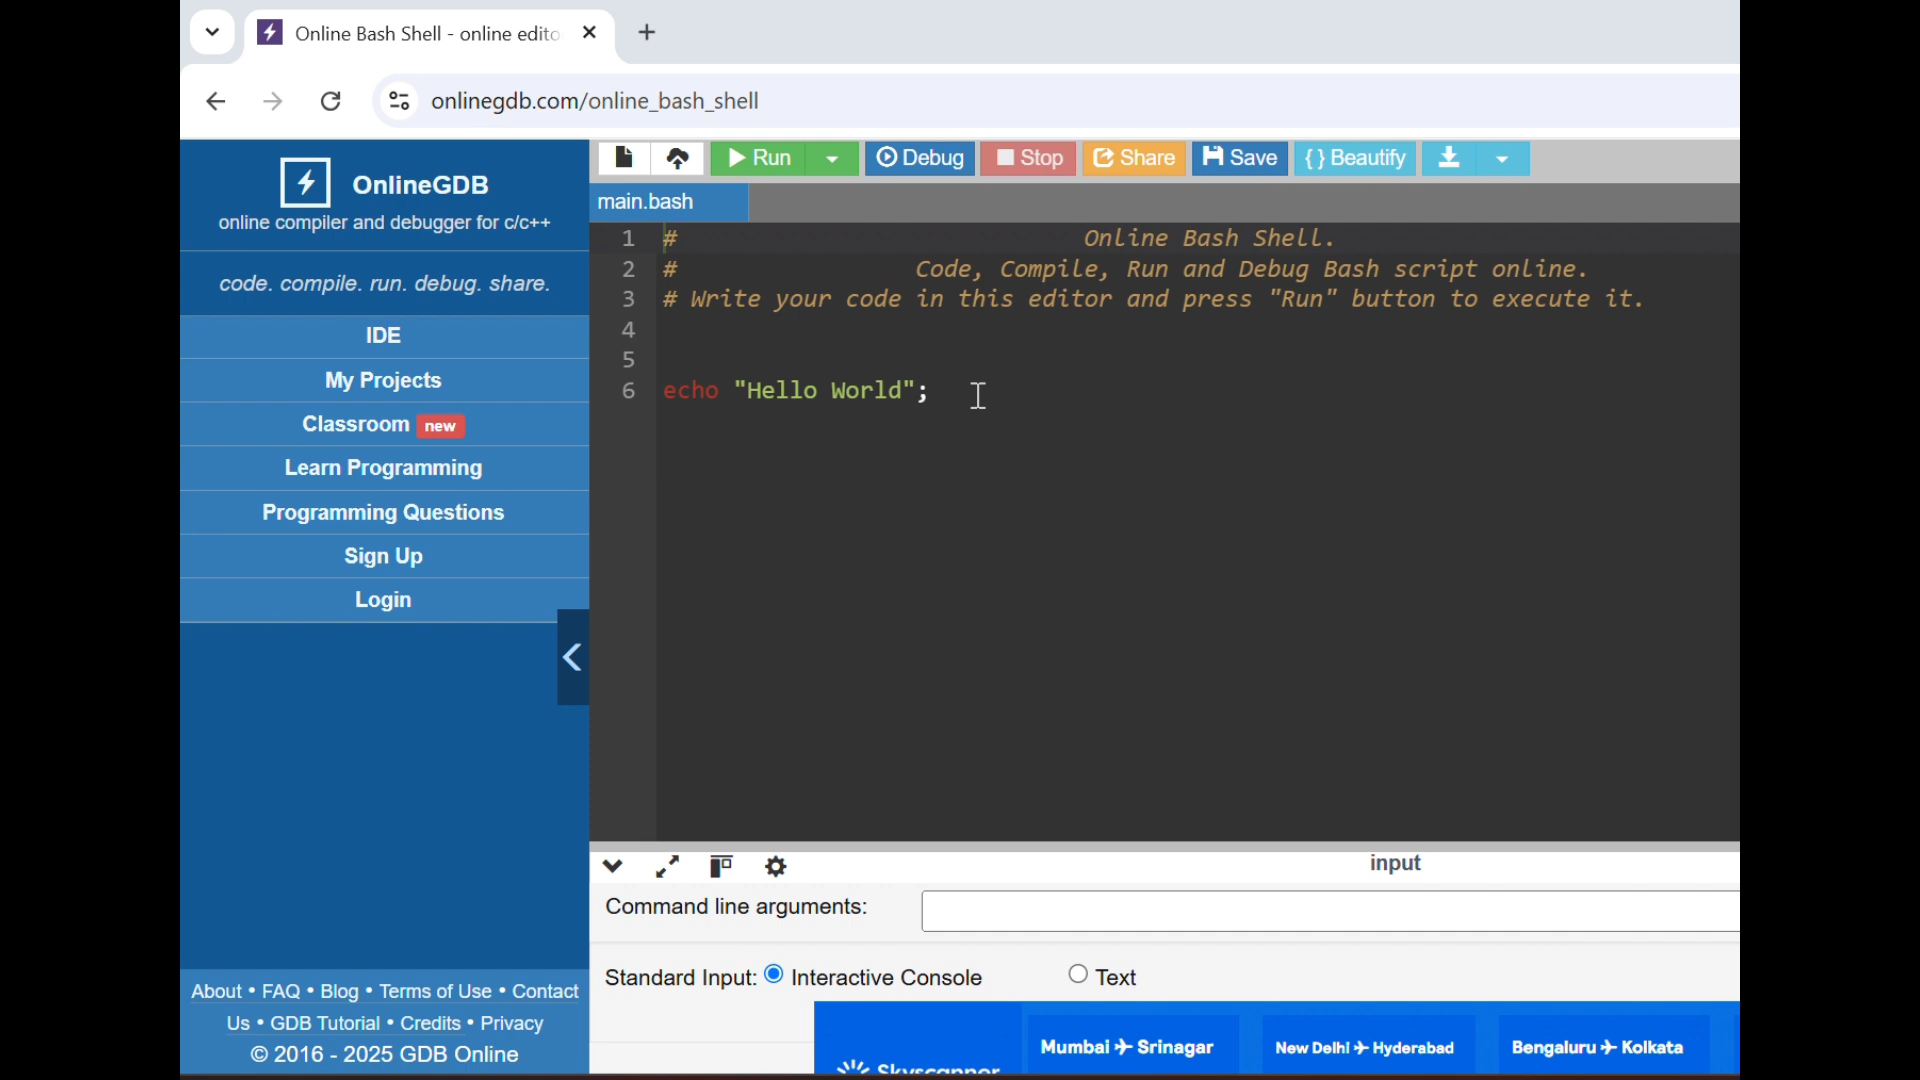 Online Bash Shell - online edito
onlinegdb.com/online_bash_shell
OnlineGDB
online compiler and debugger for c/c++
code. compile. run. debug. share.
IDE
My Projects
Classroom new
Learn Programming
Programming Questions
Sign Up
Login
About • FAQ • Blog • Terms of Use • Contact
Us • GDB Tutorial • Credits • Privacy
© 2016 - 2025 GDB Online
Run Debug Stop Share Save { } Beautify
main.bash
1 # Online Bash Shell.
2 # Code, Compile, Run and Debug Bash script online.
3 # Write your code in this editor and press "Run" button to execute it.
4
5
6 echo "Hello World";
input
Command line arguments:
Standard Input: Interactive Console Text
Skyscanner
Mumbai Srinagar
New Delhi Hyderabad
Bengaluru Kolkata